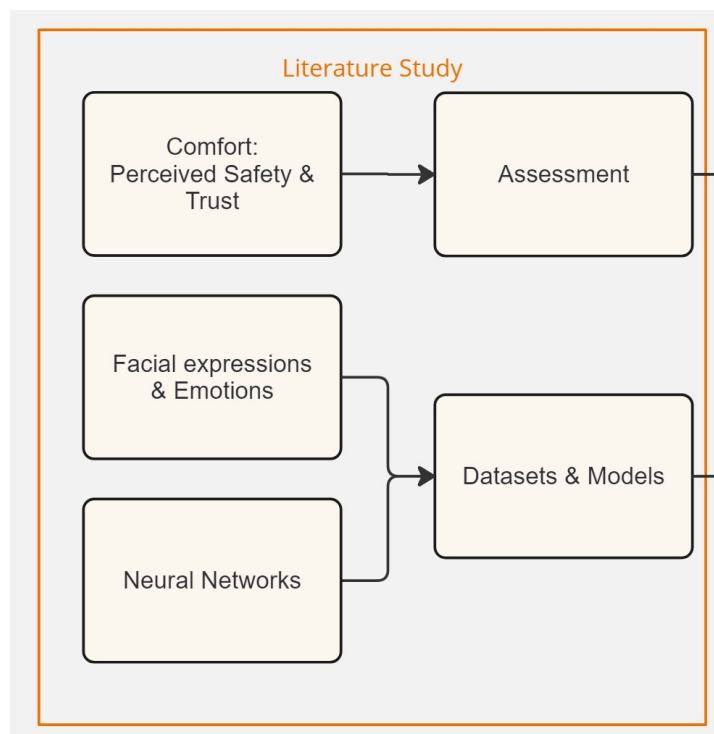 Literature Study
Comfort:
Perceived Safety &
Trust
Assessment
Facial expressions
& Emotions
Datasets & Models
Neural Networks